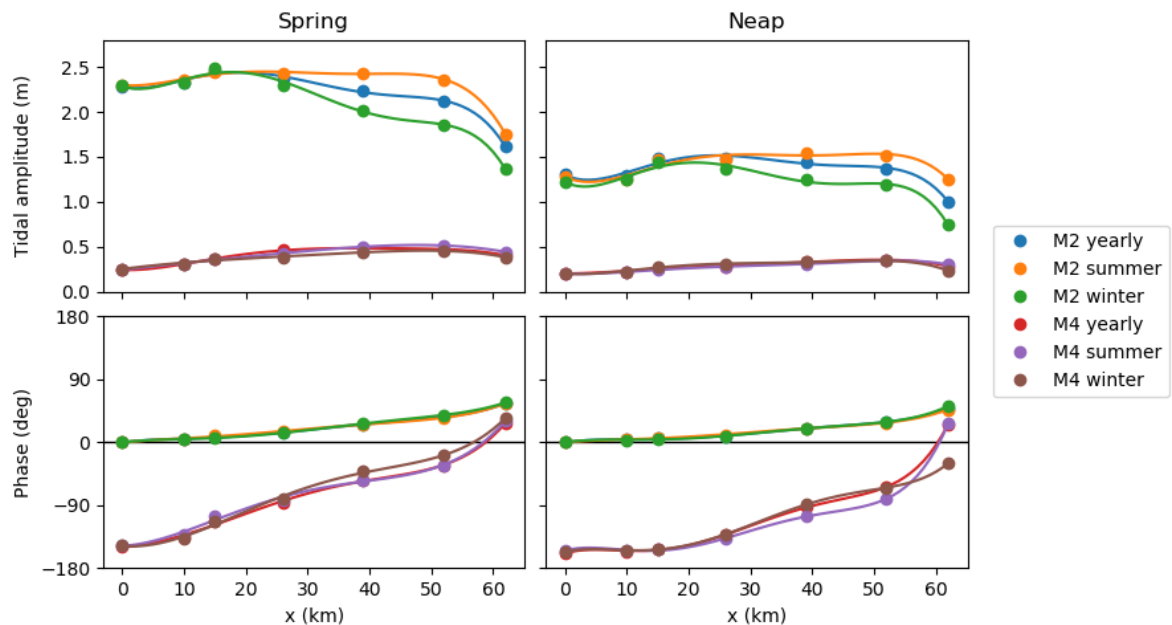 Spring
Neap
Tidal amplitude (m)
2.5
2.0
1.5
1.0
0.5
0.0
M2 yearly
M2 summer
M2 winter
M4 yearly
M4 summer
M4 winter
Phase (deg)
180
90
0
−90
−180
0 10 20 30 40 50 60
0 10 20 30 40 50 60
x (km)
x (km)